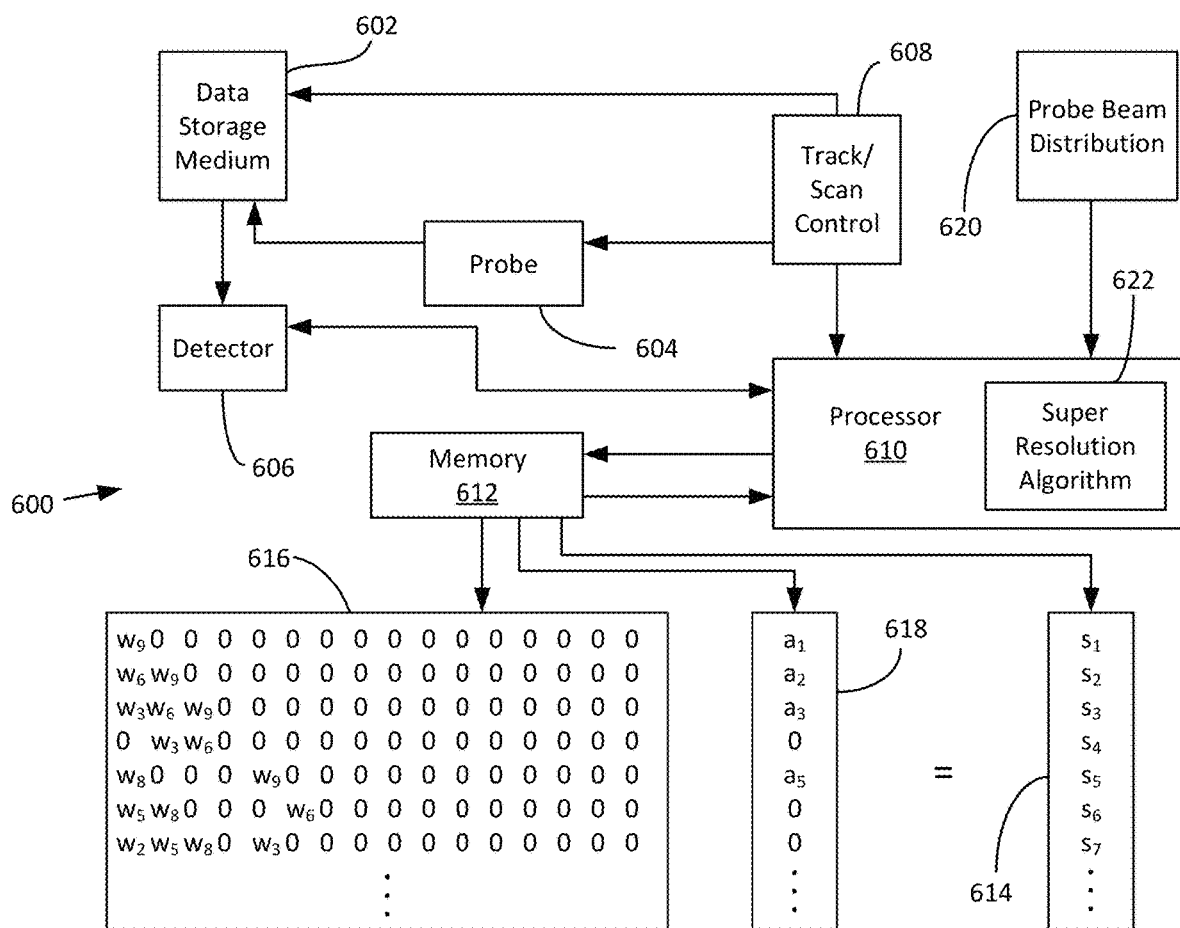 602
608
Data
Storage
Medium
Track/
Scan
Control
Probe Beam
Distribution
620
Probe
622
Detector
604
Processor
610
Super
Resolution
Algorithm
606
Memory
612
600
616
618
w₉ 0 0 0 0 0 0 0 0 0 0 0 0 0 0 0
w₆ w₉ 0 0 0 0 0 0 0 0 0 0 0 0 0 0
w₃ w₆ w₉ 0 0 0 0 0 0 0 0 0 0 0 0 0
0 w₃ w₆ 0 0 0 0 0 0 0 0 0 0 0 0 0
w₈ 0 0 0 w₉ 0 0 0 0 0 0 0 0 0 0 0
w₅ w₈ 0 0 0 w₆ 0 0 0 0 0 0 0 0 0 0
w₂ w₅ w₈ 0 w₃ 0 0 0 0 0 0 0 0 0 0 0
a₁
a₂
a₃
0
a₅
0
0
=
s₁
s₂
s₃
s₄
s₅
s₆
s₇
614